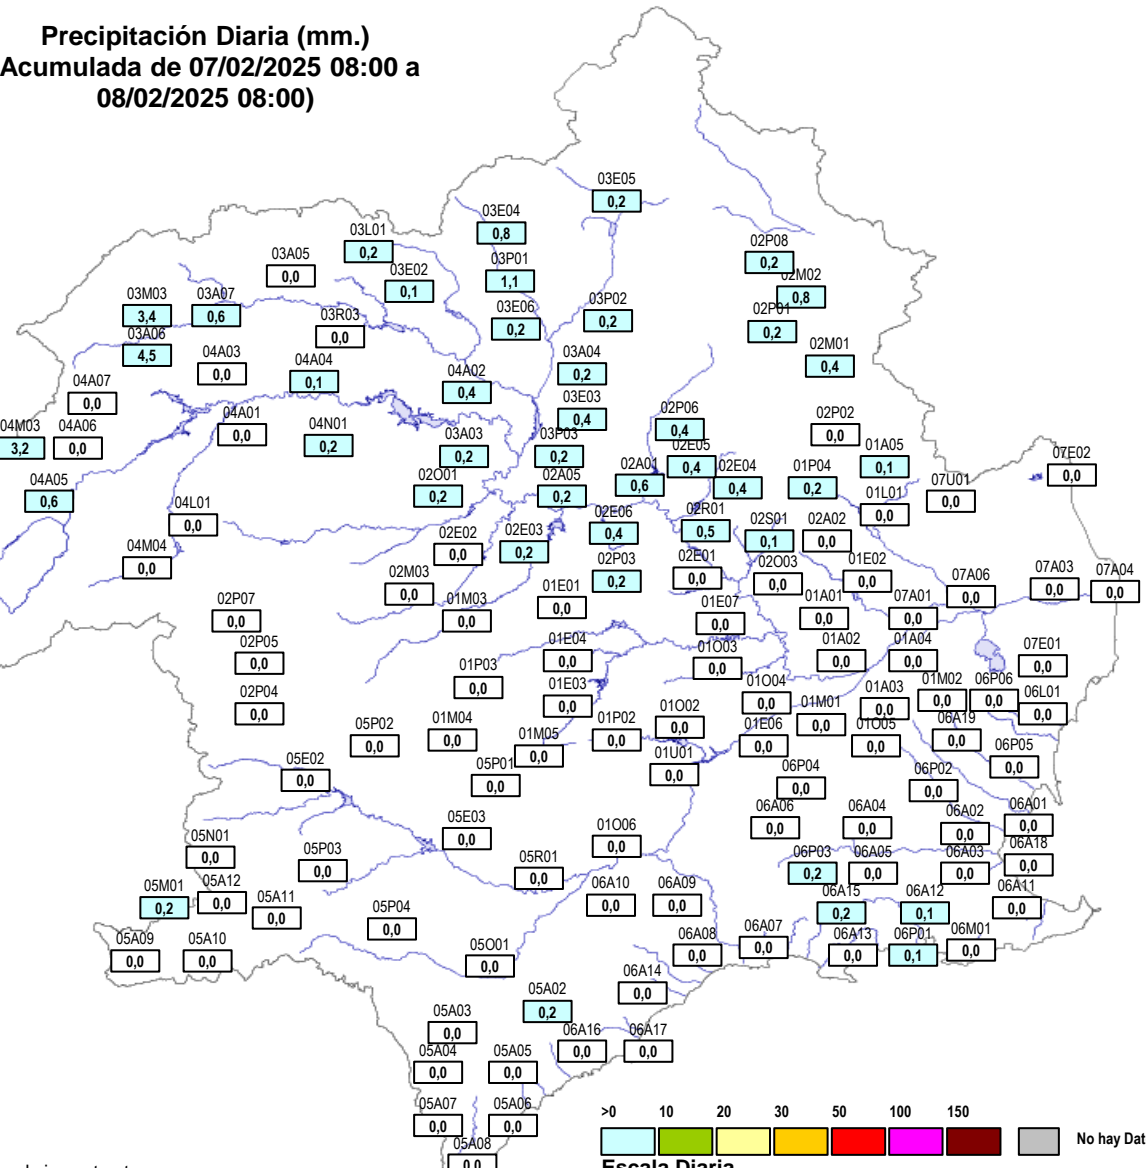 Precipitación Diaria (mm.)
Acumulada de 07/02/2025 08:00 a
08/02/2025 08:00)
03E05
0,2
03E04
0,8
03L01
0,2
02P08
0,2
03A05
0,0
03P01
1,1
03E02
0,1
02M02
0,8
03M03
3,4
03A07
0,6
03E06
0,2
03P02
0,2
03R03
0,0
02P01
0,2
03A06
4,5
04A03
0,0
04A04
0,1
03A04
0,2
02M01
0,4
04A07
0,0
04A02
0,4
03E03
0,4
04M03
3,2
04A06
0,0
04A01
0,0
04N01
0,2
03A03
0,2
03P03
0,2
02P06
0,4
02P02
0,0
04A05
0,6
02O01
0,2
02A05
0,2
02A01
0,6
02E05
0,4
02E04
0,4
01P04
0,2
01A05
0,1
07E02
0,0
07U01
0,0
04L01
0,0
01L01
0,0
02E02
0,0
02E03
0,2
02E06
0,4
02R01
0,5
02S01
0,1
02A02
0,0
04M04
0,0
02M03
0,0
02P03
0,2
02E01
0,0
02O03
0,0
01E02
0,0
07A06
0,0
07A03
0,0
07A04
0,0
02P07
0,0
01M03
0,0
01E01
0,0
01E07
0,0
01A01
0,0
07A01
0,0
02P05
0,0
01E04
0,0
01O03
0,0
01A02
0,0
01A04
0,0
07E01
0,0
02P04
0,0
01P03
0,0
01E03
0,0
01O04
0,0
01A03
0,0
01M02
0,0
06P06
0,0
06L01
0,0
05P02
0,0
01M04
0,0
01M05
0,0
01P02
0,0
01O02
0,0
01E06
0,0
01M01
0,0
01O05
0,0
06A19
0,0
06P05
0,0
05E02
0,0
05P01
0,0
01U01
0,0
06P04
0,0
06P02
0,0
05E03
0,0
01O06
0,0
06A06
0,0
06A04
0,0
06A02
0,0
06A01
0,0
05N01
0,0
05P03
0,0
05R01
0,0
06P03
0,2
06A05
0,0
06A03
0,0
06A18
0,0
05M01
0,2
05A12
0,0
05A11
0,0
05P04
0,0
06A10
0,0
06A09
0,0
06A15
0,2
06A12
0,1
06A11
0,0
05A09
0,0
05A10
0,0
05O01
0,0
06A08
0,0
06A07
0,0
06A13
0,0
06P01
0,1
06M01
0,0
06A14
0,0
05A02
0,2
05A03
0,0
06A16
0,0
06A17
0,0
05A04
0,0
05A05
0,0
05A07
0,0
05A06
0,0
05A08
0,0
>0 10 20 30 50 100 150
No hay Dat
Escala Diaria